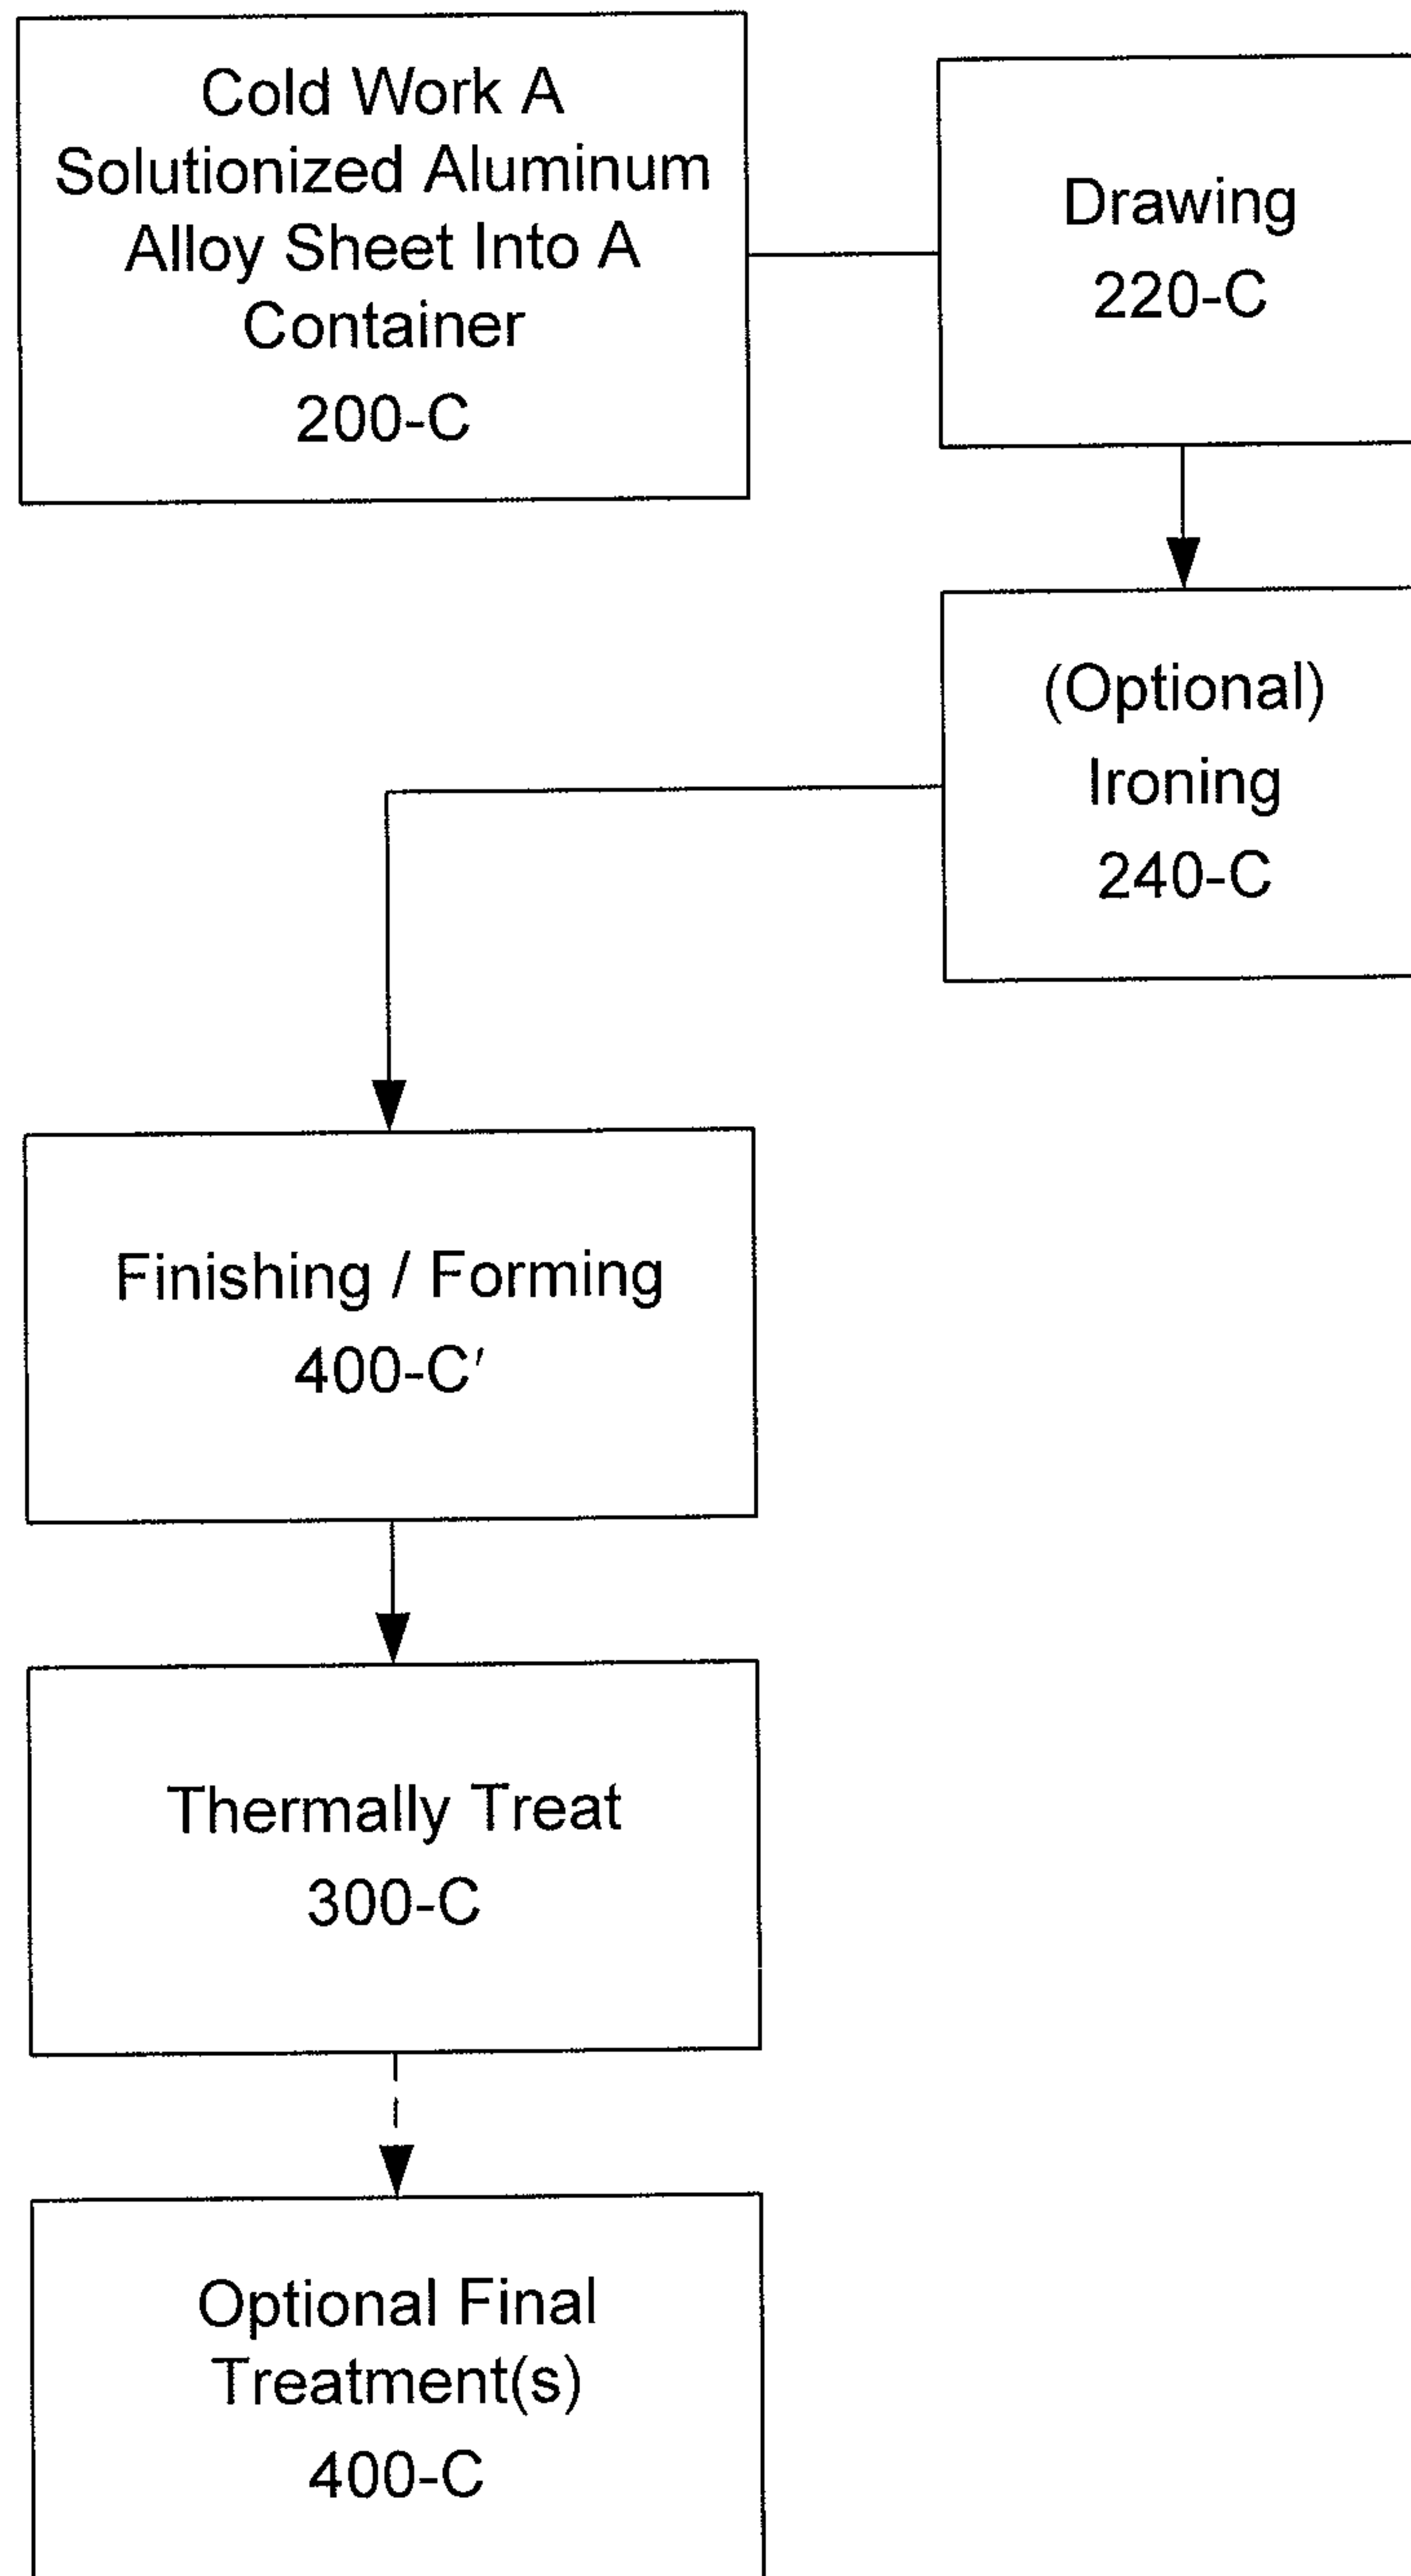 Cold Work A
Solutionized Aluminum
Alloy Sheet Into A
Container
200-C
Drawing
220-C
(Optional)
Ironing
240-C
Finishing / Forming
400-C'
Thermally Treat
300-C
Optional Final
Treatment(s)
400-C